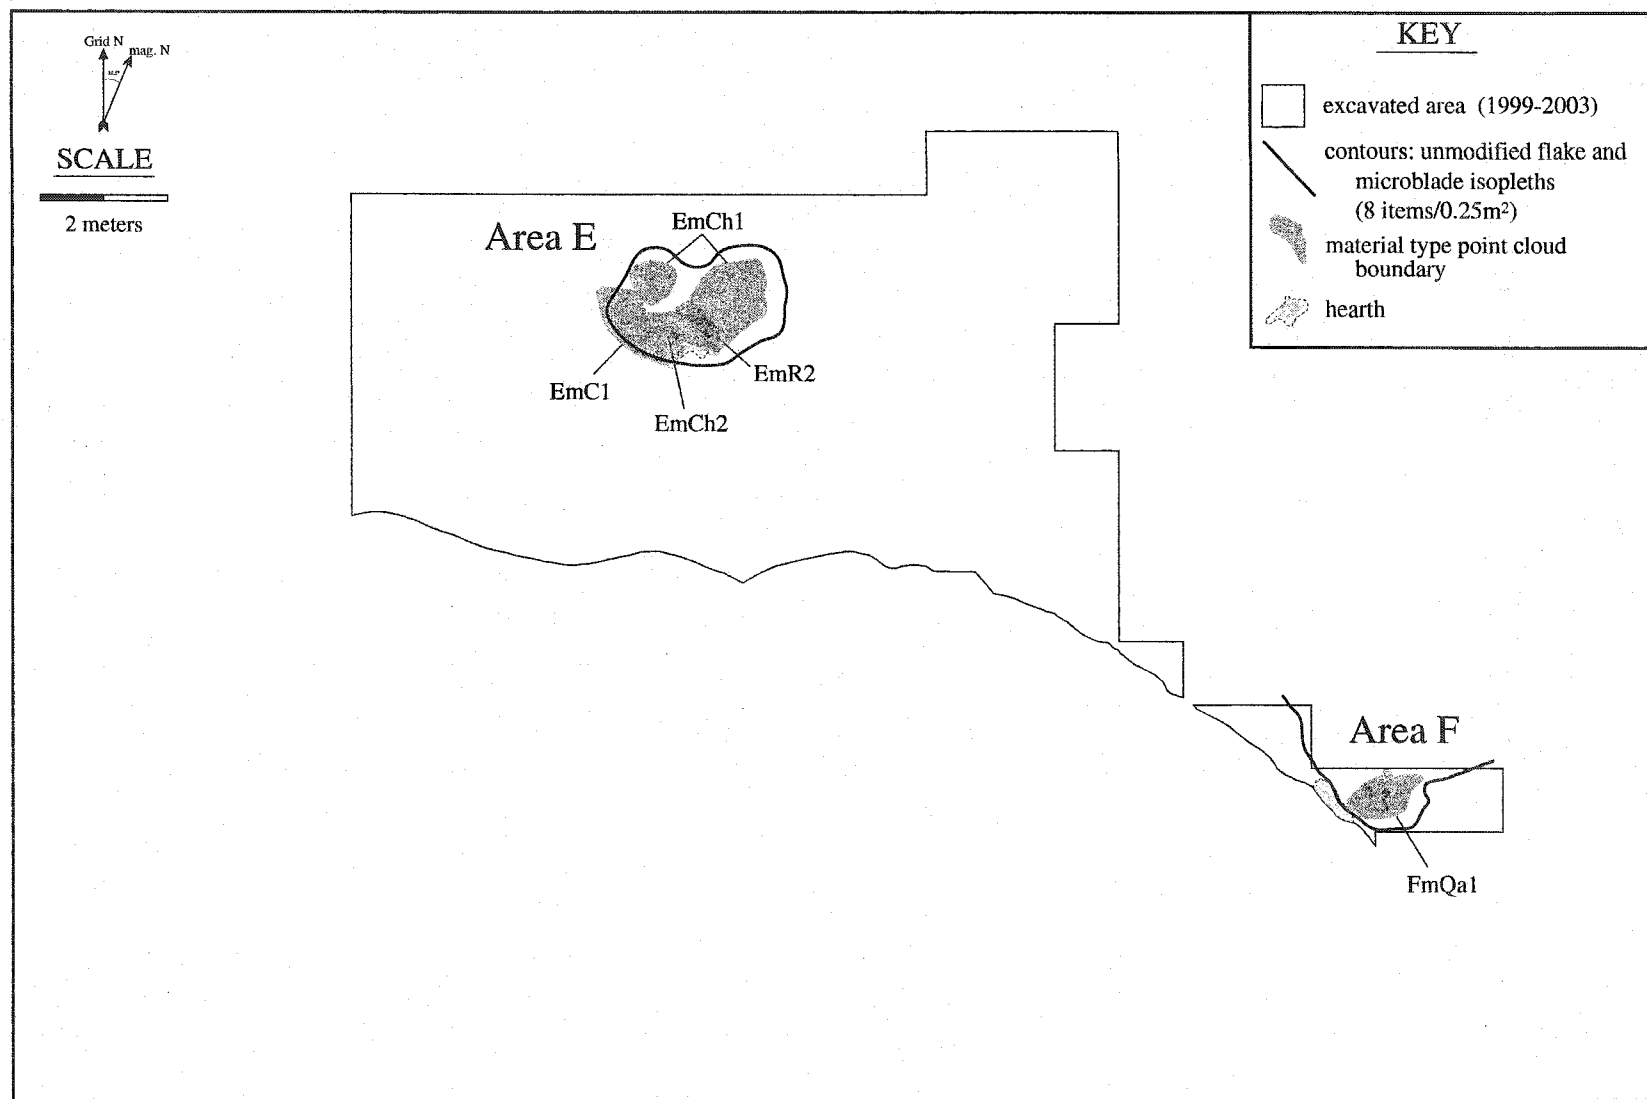 Grid N
mag. N
SCALE
2 meters
KEY
excavated area (1999-2003)
contours: unmodified flake and
microblade isopleths
(8 items/0.25m²)
material type point cloud
boundary
hearth
Area E
EmCh1
EmC1
EmR2
EmCh2
Area F
FmQa1